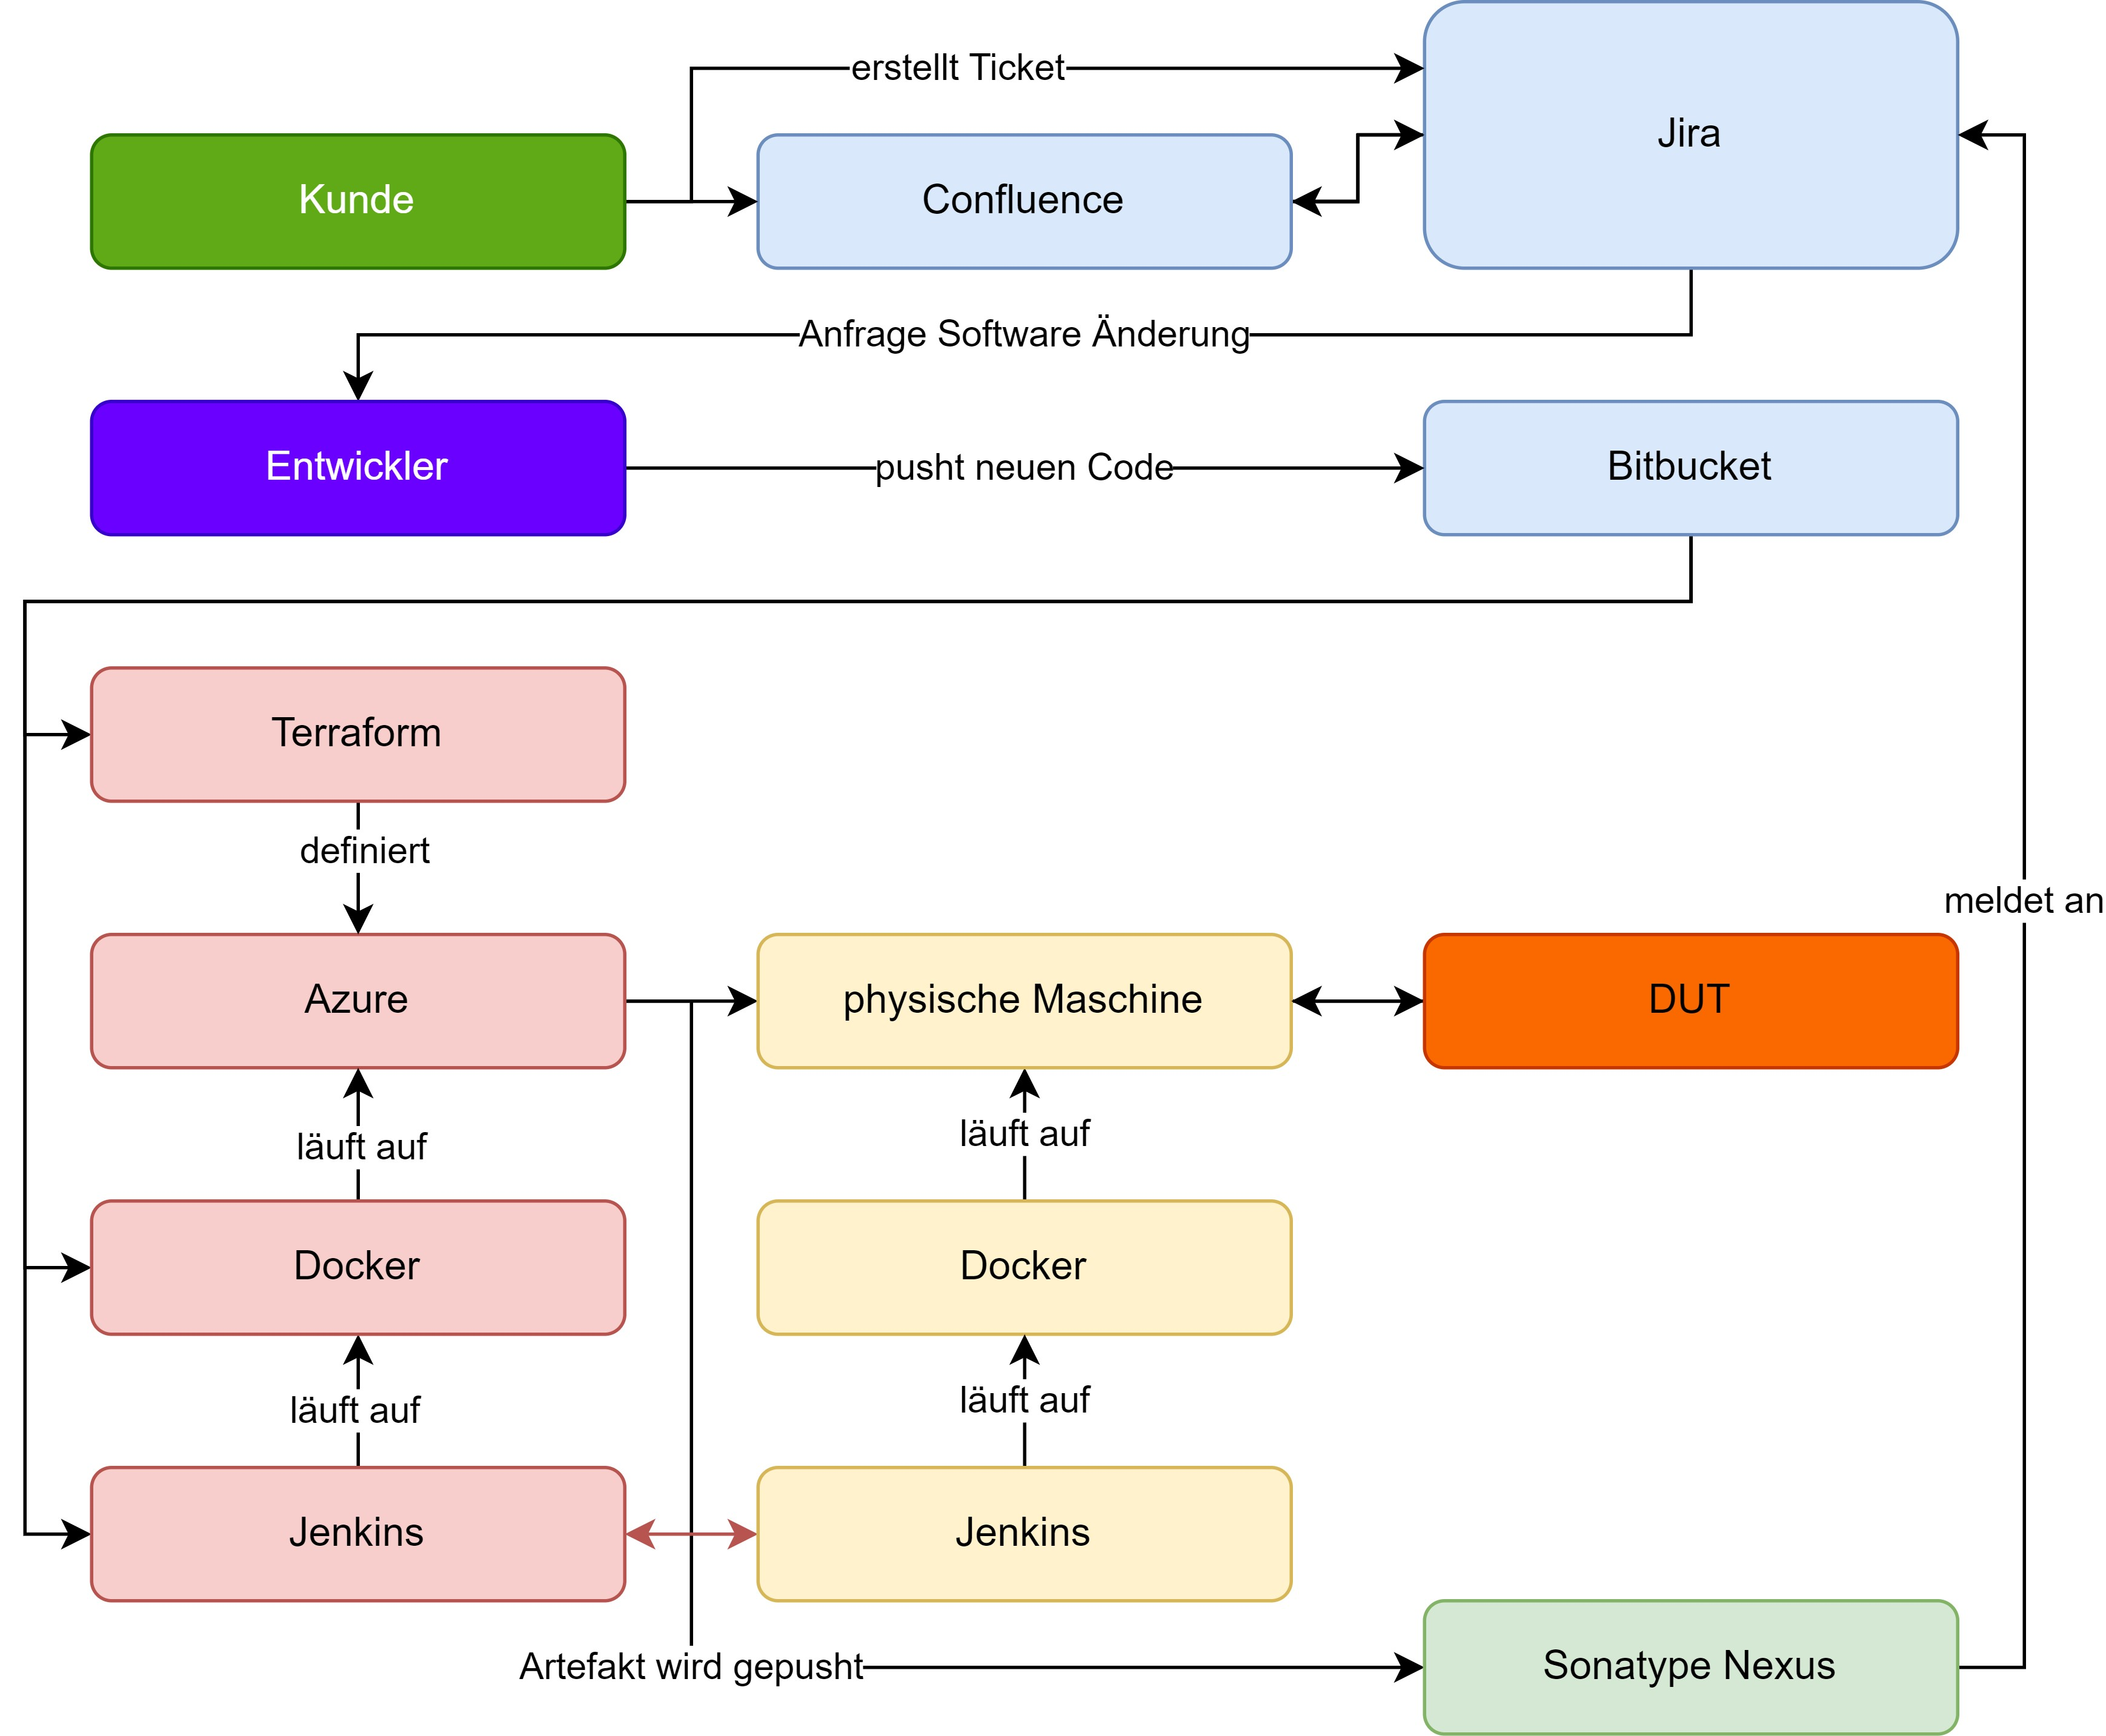 erstellt Ticket
Jira
Kunde
Confluence
Anfrage Software Änderung
Entwickler
pusht neuen Code
Bitbucket
Terraform
definiert
meldet an
Azure
physische Maschine
DUT
läuft auf
läuft auf
Docker
Docker
läuft auf
läuft auf
Jenkins
Jenkins
Artefakt wird gepusht
Sonatype Nexus